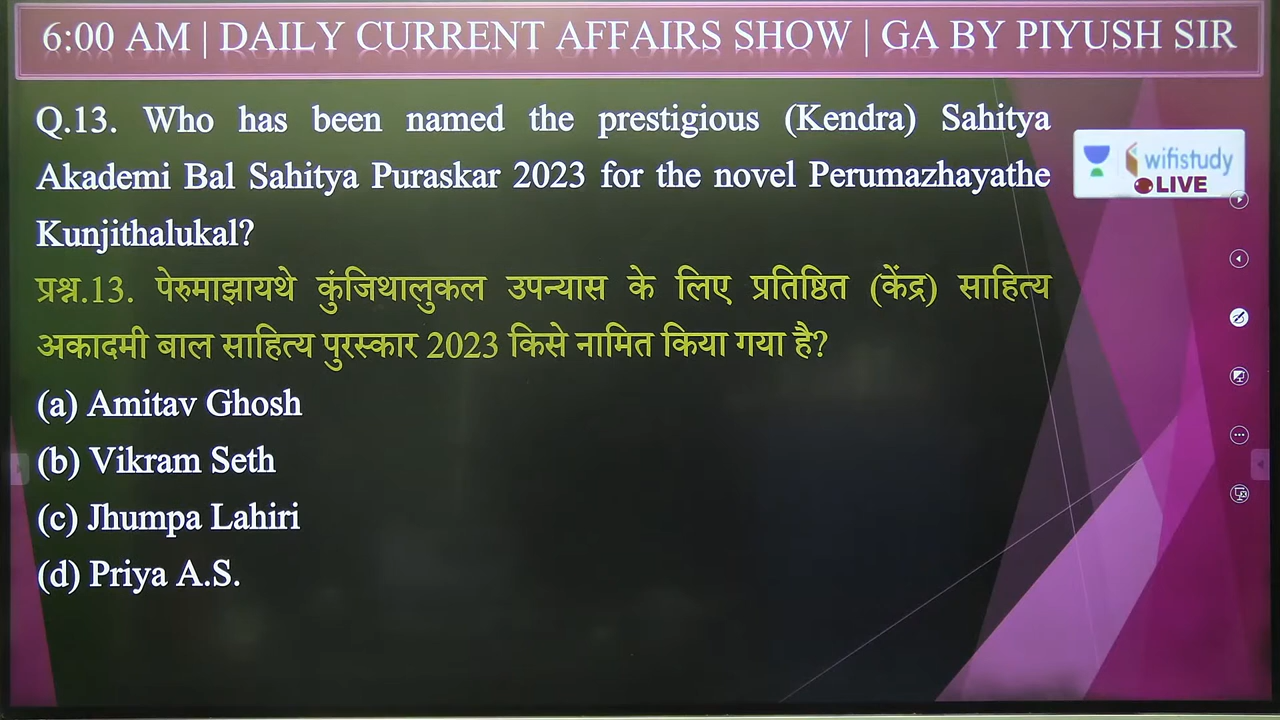 6:00 AM | DAILY CURRENT AFFAIRS SHOW | GA BY PIYUSH SIR
Q.13. Who has been named the prestigious (Kendra) Sahitya
Akademi Bal Sahitya Puraskar 2023 for the novel Perumazhayathe
Kunjithalukal?
प्रश्न.13. पेरुमाझायथे कुंजिथालुकल उपन्यास के लिए प्रतिष्ठित (केंद्र) साहित्य
अकादमी बाल साहित्य पुरस्कार 2023 किसे नामित किया गया है?
(a) Amitav Ghosh
(b) Vikram Seth
(c) Jhumpa Lahiri
(d) Priya A.S.
wifistudy
LIVE